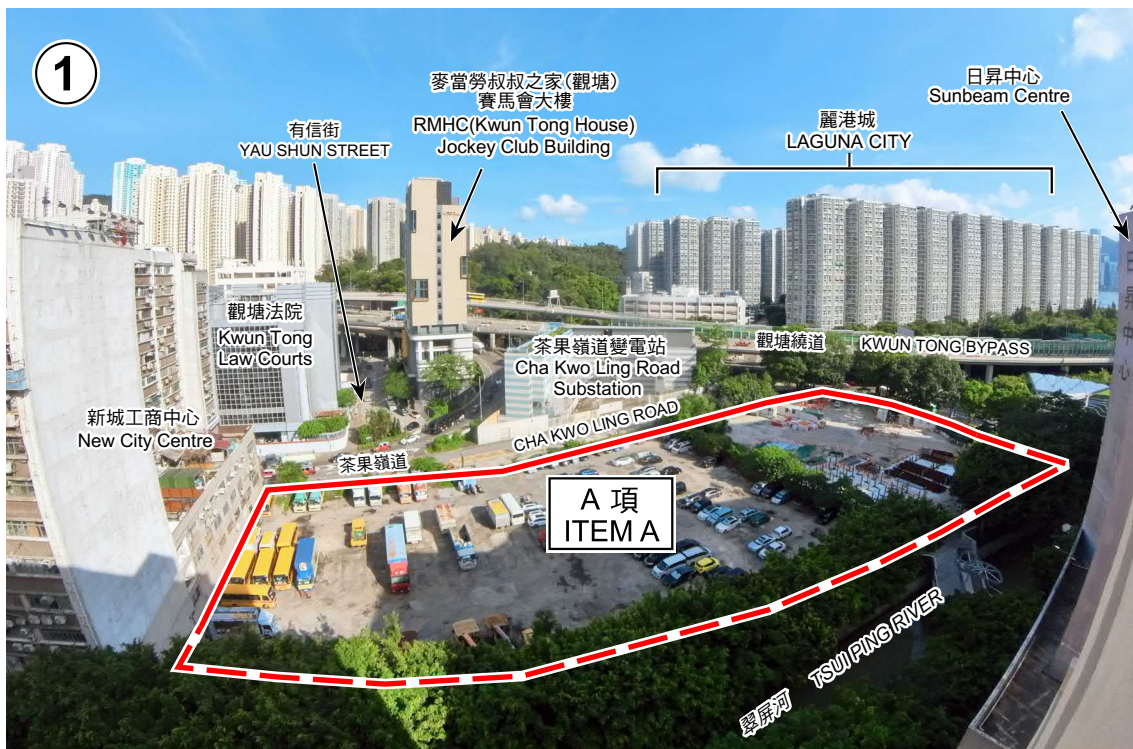 1
麥當勞叔叔之家(觀塘)
賽馬會大樓
RMHC(Kwun Tong House)
Jockey Club Building
日昇中心
Sunbeam Centre
有信街
YAU SHUN STREET
麗港城
LAGUNA CITY
觀塘法院
Kwun Tong
Law Courts
茶果嶺道變電站
Cha Kwo Ling Road
Substation
觀塘繞道
KWUN TONG BYPASS
日昇中心
新城工商中心
New City Centre
茶果嶺道
CHA KWO LING ROAD
A 項
ITEM A
翠屏河
TSUI PING RIVER